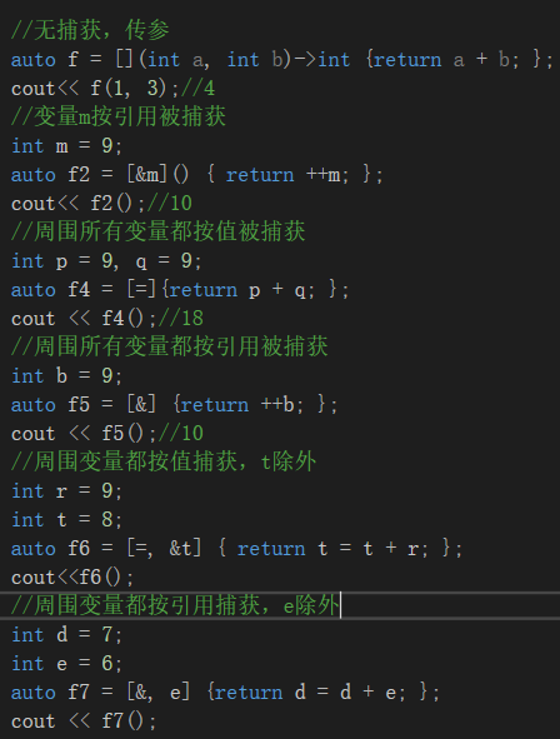 //无捕获，传参
auto f = [](int a, int b)->int {return a + b; };
cout<< f(1, 3);//4
//变量m按引用被捕获
int m = 9;
auto f2 = [&m]() { return ++m; };
cout<< f2();//10
//周围所有变量都按值被捕获
int p = 9, q = 9;
auto f4 = [=]{return p + q; };
cout << f4();//18
//周围所有变量都按引用被捕获
int b = 9;
auto f5 = [&] {return ++b; };
cout << f5();//10
//周围变量都按值捕获，t除外
int r = 9;
int t = 8;
auto f6 = [=, &t] { return t = t + r; };
cout<<f6();
//周围变量都按引用捕获，e除外
int d = 7;
int e = 6;
auto f7 = [&, e] {return d = d + e; };
cout << f7();